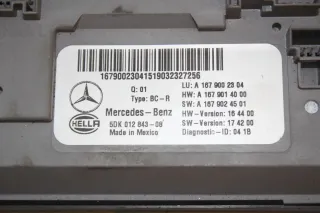 16790023041519032327256
Q: 01
Type: BC-R
LU: A 167 900 23 04
HW: A 167 901 40 00
SW: A 167 902 45 01
Mercedes-Benz
HW-Version: 16 44 00
HELLA
5DK 012 843-08
SW-Version: 17 42 00
Made in Mexico
Diagnostic-ID: 04 1B